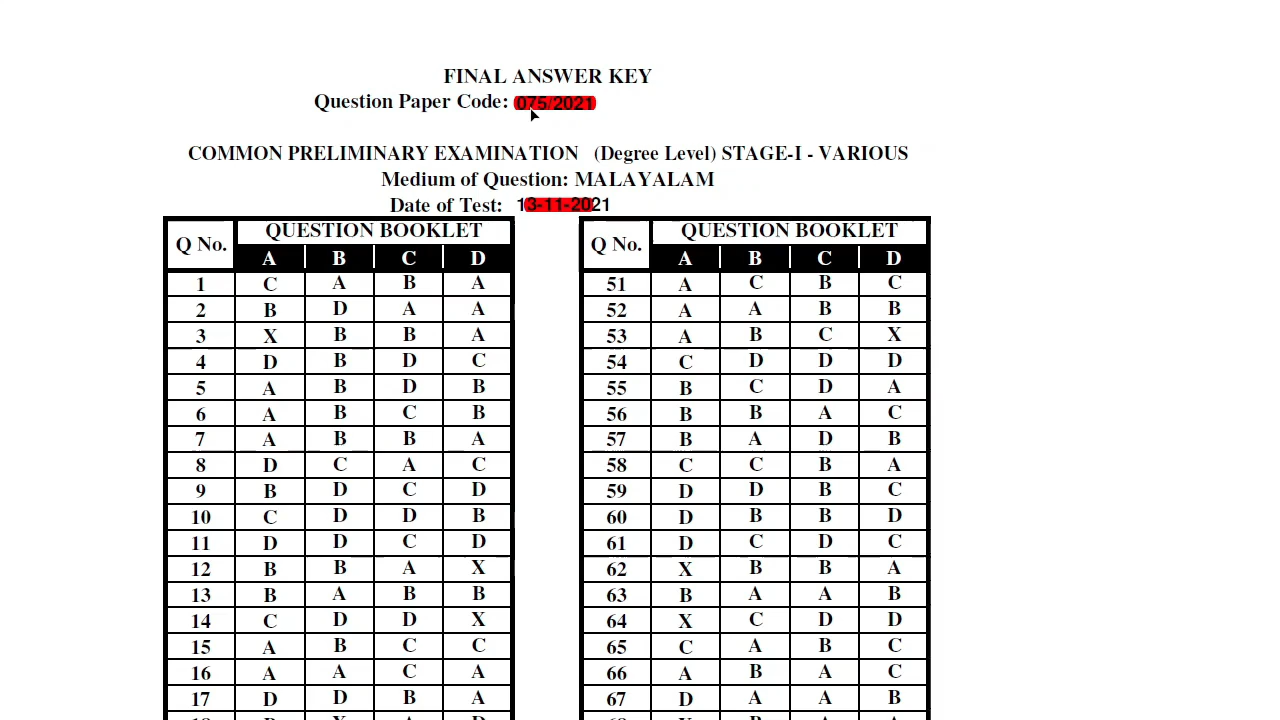 FINAL ANSWER KEY
Question Paper Code: 075/2021
COMMON PRELIMINARY EXAMINATION (Degree Level) STAGE-I - VARIOUS
Medium of Question: MALAYALAM
Date of Test: 13-11-2021
Q No. QUESTION BOOKLET
A B C D
1 C A B A
2 B D A A
3 X B B A
4 D B D C
5 A B D B
6 A B C B
7 A B B A
8 D C A C
9 B D C D
10 C D D B
11 D D C D
12 B B A X
13 B A B B
14 C D D X
15 A B C C
16 A A C A
17 D D B A
Q No. QUESTION BOOKLET
A B C D
51 A C B C
52 A A B B
53 A B C X
54 C D D D
55 B C D A
56 B B A C
57 B A D B
58 C C B A
59 D D B C
60 D B B D
61 D C D C
62 X B B A
63 B A A B
64 X C D D
65 C A B C
66 A B A C
67 D A A B